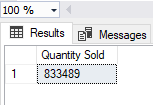 100 %
Results Messages
Quantity Sold
1 833489